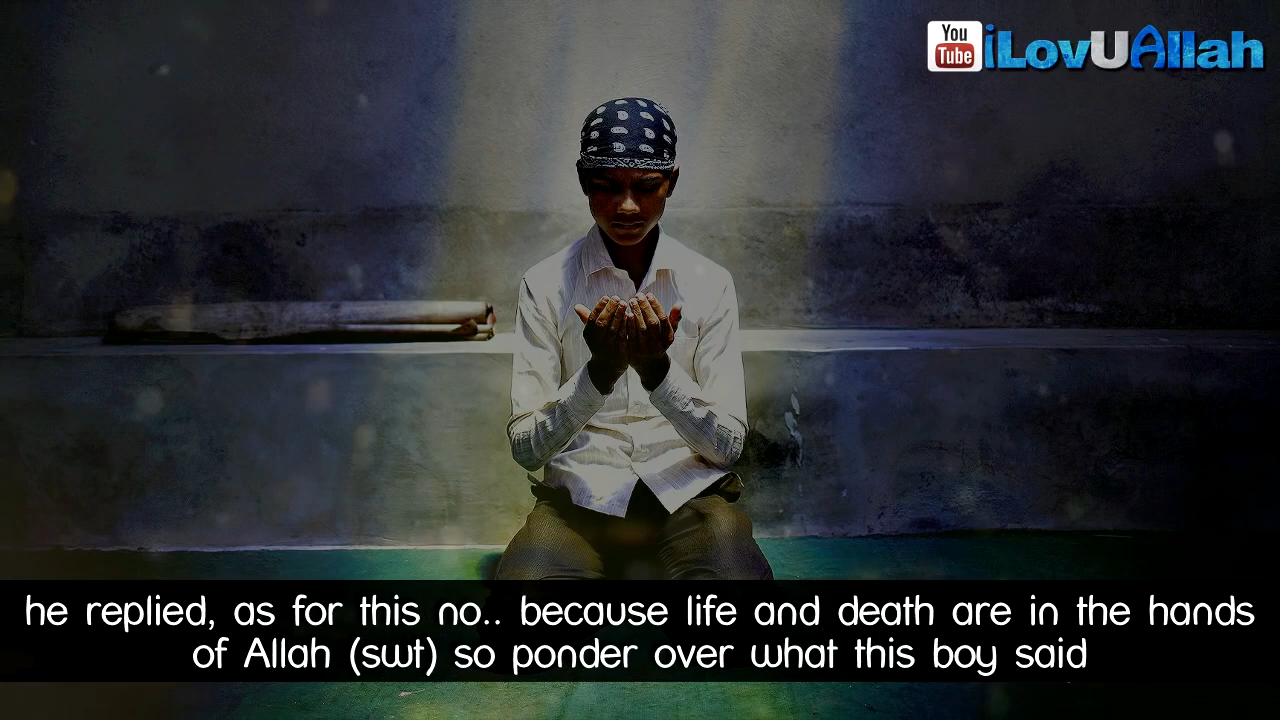 You
Tube
iLovUAllah
he replied, as for this no.. because life and death are in the hands
of Allah (swt) so ponder over what this boy said